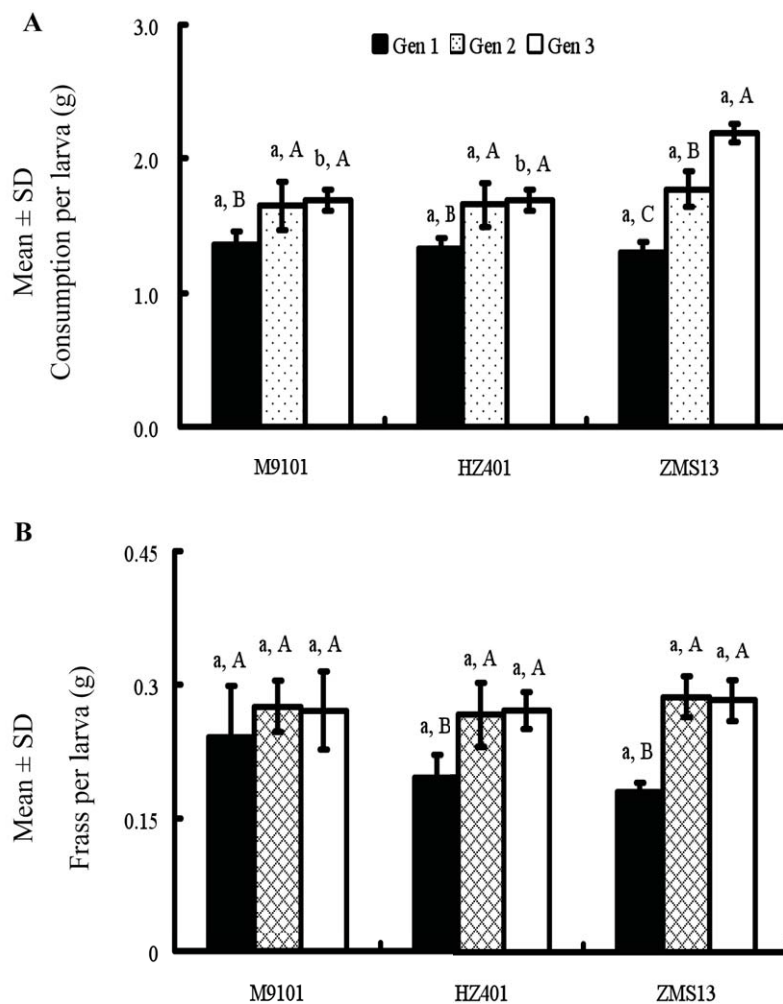 A
3.0
Gen 1 Gen 2 Gen 3
a, A
a, A b, A a, A b, A a, B
2.0
a, B a, B a, C
1.0
0.0
Mean ± SD
Consumption per larva (g)
M9101 HZ401 ZMS13
B
0.45
a, A a, A a, A a, A a, A a, A a, A
0.3
a, B a, B
0.15
0
Mean ± SD
Frass per larva (g)
M9101 HZ401 ZMS13